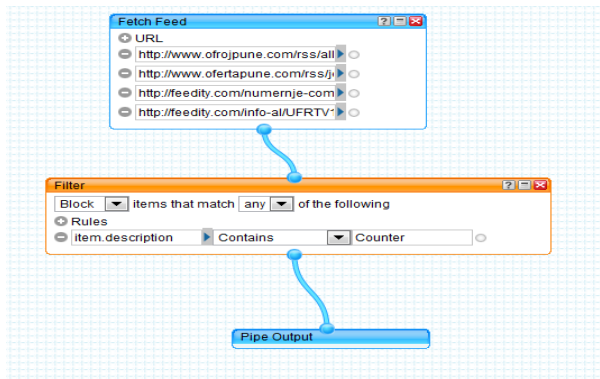 Fetch Feed
URL
http://www.ofrojpune.com/rss/all
http://www.ofertapune.com/rss/j
http://feedity.com/numernje-com
http://feedity.com/info-al/UFRTV
Filter
Block items that match any of the following
Rules
item.description Contains Counter
Pipe Output